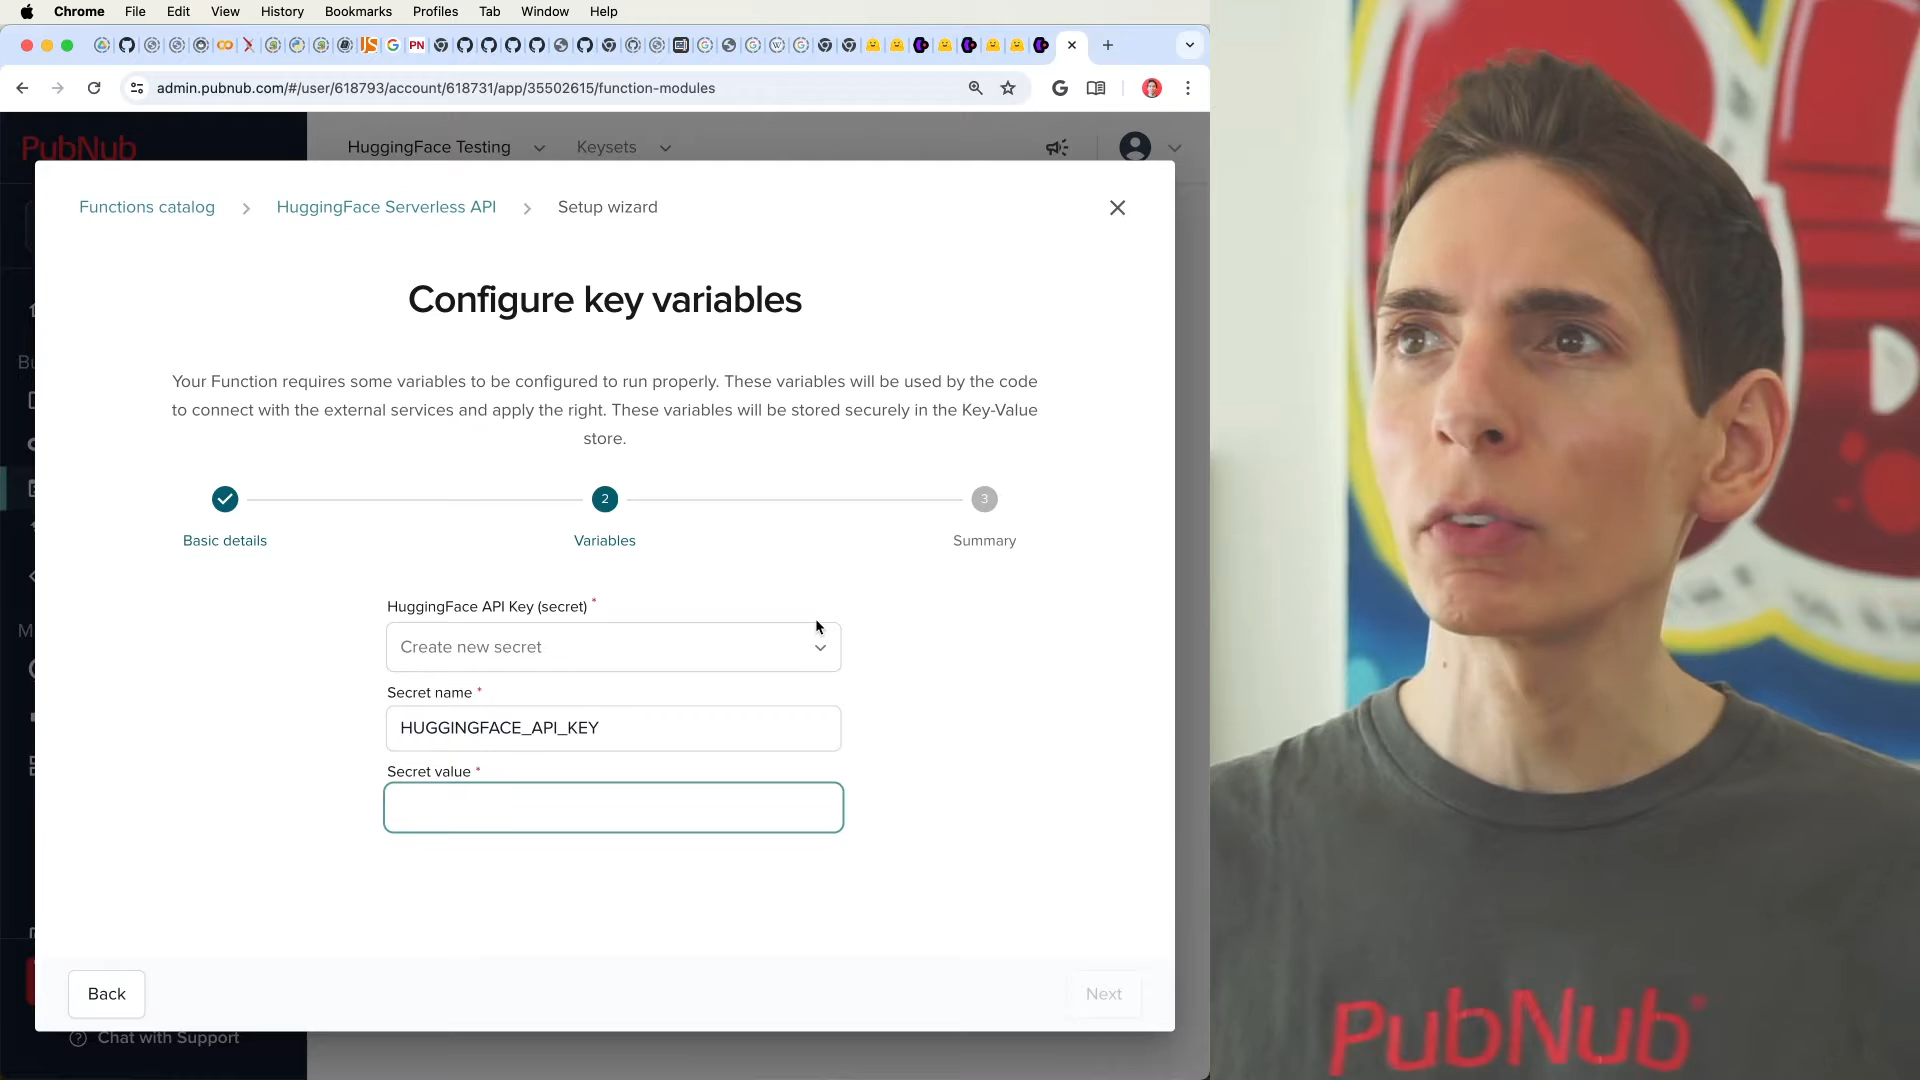 Chrome File Edit View History Bookmarks Profiles Tab Window Help
admin.pubnub.com/#/user/618793/account/618731/app/35502615/function-modules
PubNub
HuggingFace Testing
Keysets
Functions catalog > HuggingFace Serverless API > Setup wizard
Configure key variables
Your Function requires some variables to be configured to run properly. These variables will be used by the code
to connect with the external services and apply the right. These variables will be stored securely in the Key-Value
store.
2
3
Basic details
Variables
Summary
HuggingFace API Key (secret) *
Create new secret
Secret name *
HUGGINGFACE_API_KEY
Secret value *
Back
Next
Chat with Support
PubNub